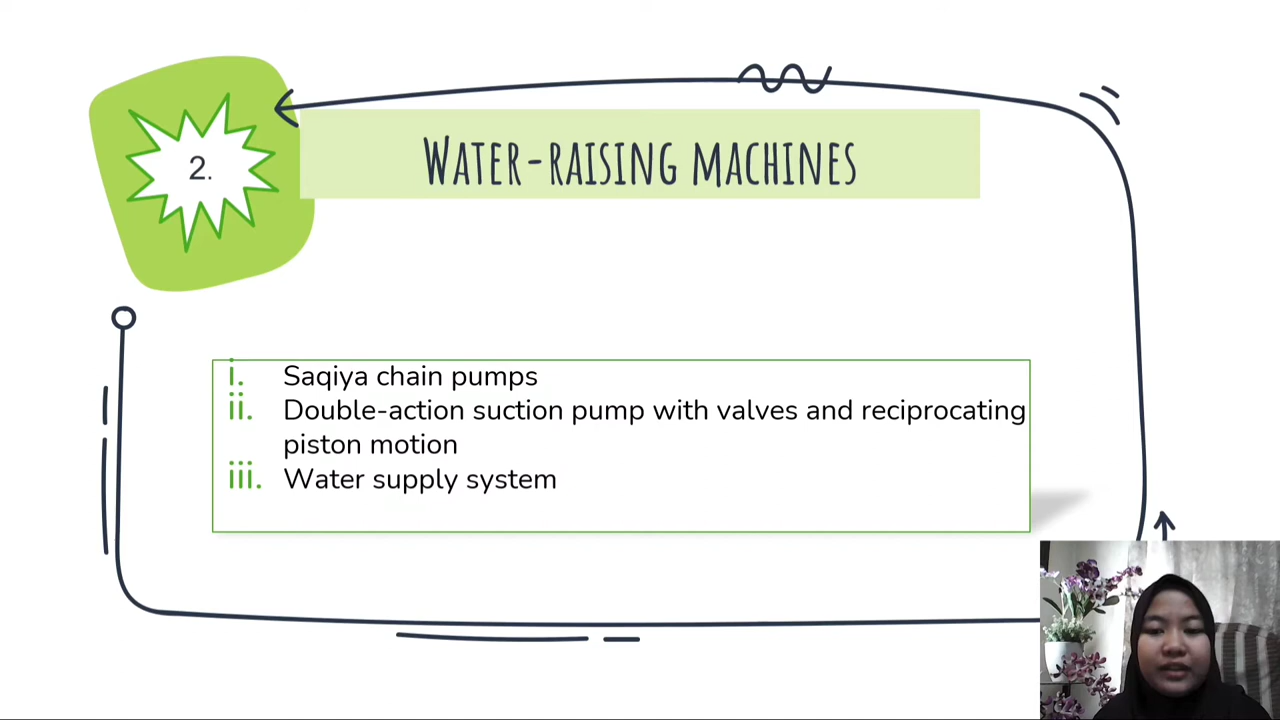 2.
Water-raising machines
i. Saqiya chain pumps
ii. Double-action suction pump with valves and reciprocating
piston motion
iii. Water supply system